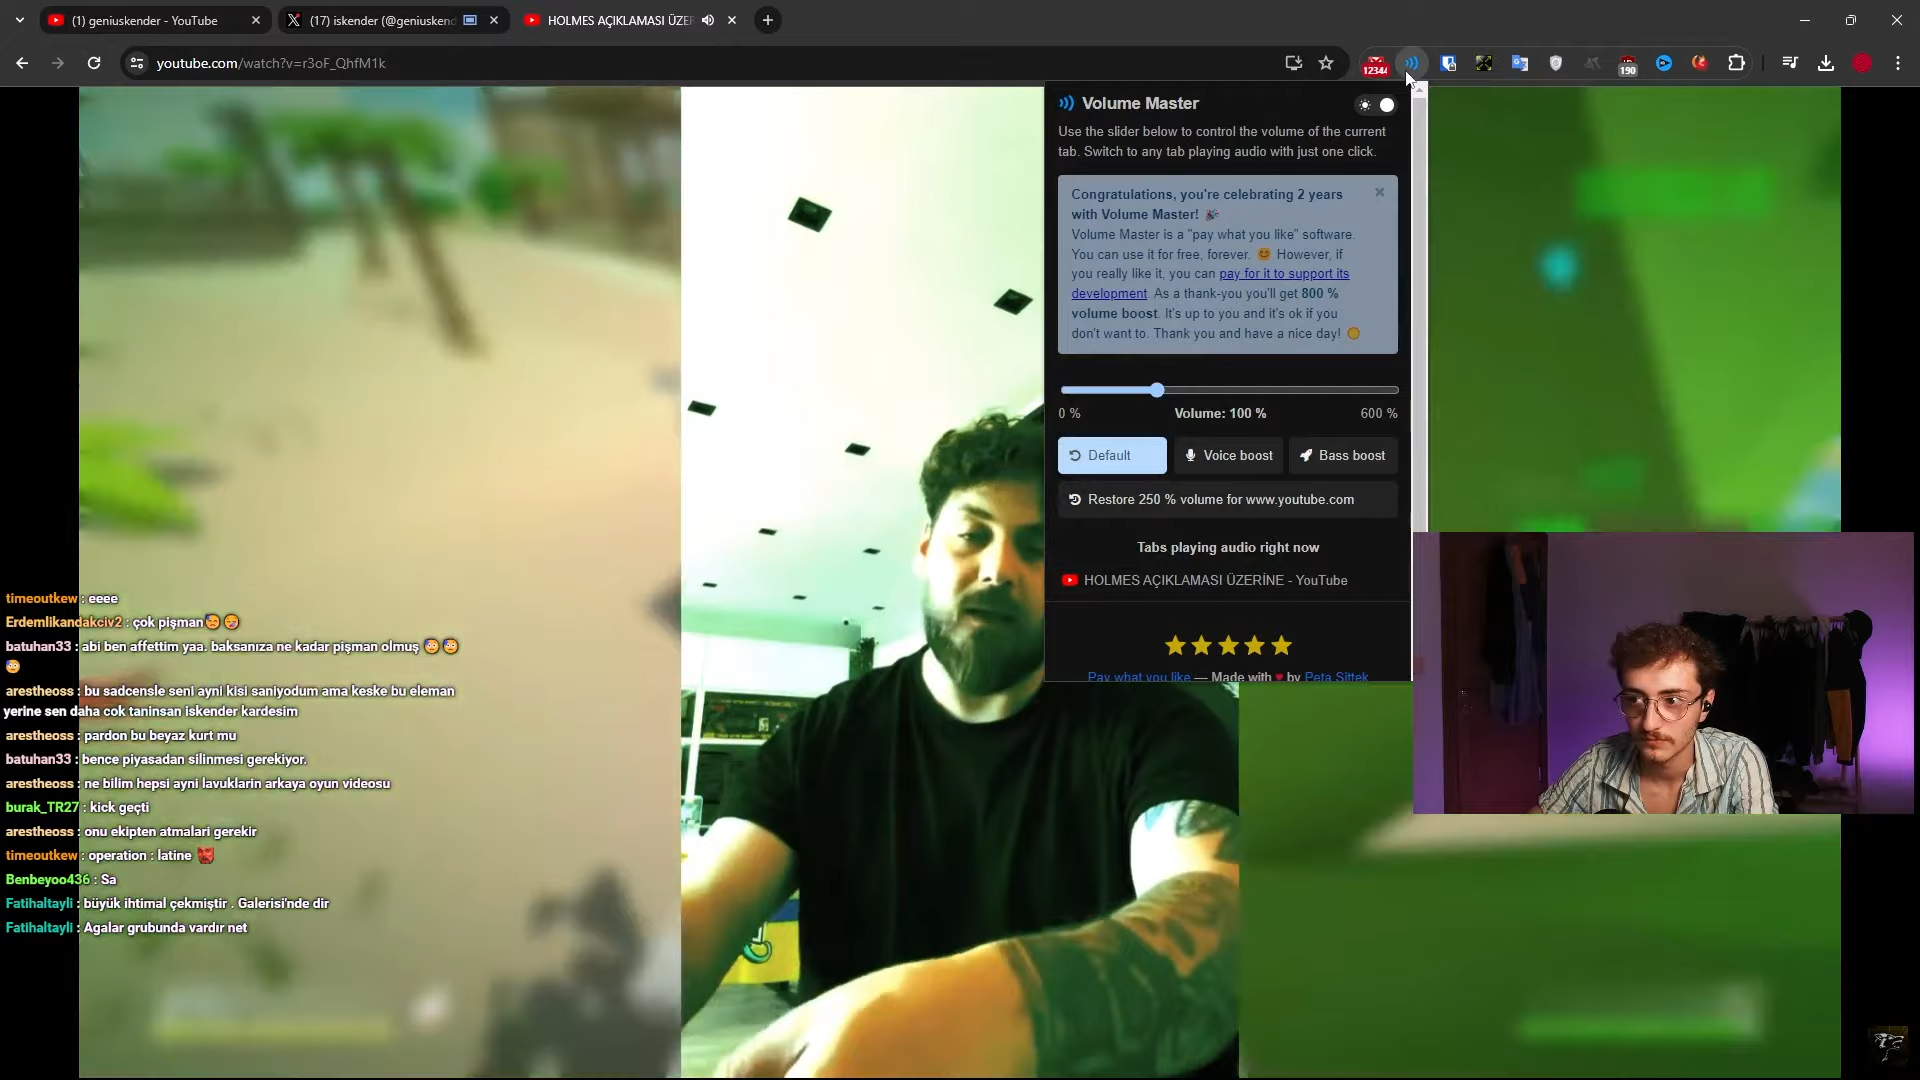 (1) geniuskender - YouTube
(17) iskender (@geniuskend
HOLMES AÇIKLAMASI ÜZER
youtube.com/watch?v=r3oF_QhfM1k
12344
190
Volume Master
Use the slider below to control the volume of the current
tab. Switch to any tab playing audio with just one click.
Congratulations, you're celebrating 2 years
with Volume Master! 🎉
Volume Master is a "pay what you like" software.
You can use it for free, forever. 😊 However, if
you really like it, you can pay for it to support its
development. As a thank-you you'll get 800 %
volume boost. It's up to you and it's ok if you
don't want to. Thank you and have a nice day!
0 %
Volume: 100 %
600 %
Default
Voice boost
Bass boost
Restore 250 % volume for www.youtube.com
Tabs playing audio right now
HOLMES AÇIKLAMASI ÜZERİNE - YouTube
Pay what you like — Made with ♥ by Peta Sittek
timeoutkew : eeee
Erdemlikandakciv2 : çok pişman
batuhan33 : abi ben affettim yaa. baksanıza ne kadar pişman olmuş
arestheoss : bu sadcensle seni ayni kisi saniyodum ama keske bu eleman
yerine sen daha cok taninsan iskender kardesim
arestheoss : pardon bu beyaz kurt mu
batuhan33 : bence piyasadan silinmesi gerekiyor.
arestheoss : ne bilim hepsi ayni lavuklarin arkaya oyun videosu
burak_TR27 : kick geçti
arestheoss : onu ekipten atmalari gerekir
timeoutkew : operation : latine
Benbeyoo436 : Sa
Fatihaltayli : büyük ihtimal çekmiştir . Galerisi'nde dir
Fatihaltayli : Agalar grubunda vardır net